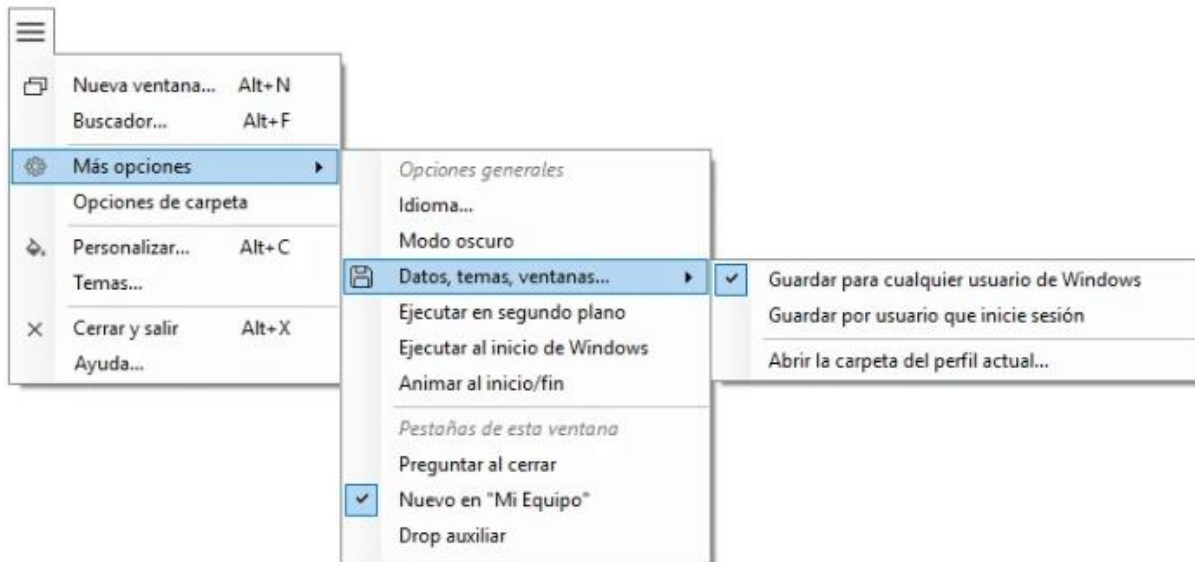 Nueva ventana... Alt+N
Buscador... Alt+F
Más opciones
Opciones de carpeta
Personalizar... Alt+C
Temas...
Cerrar y salir Alt+X
Ayuda...
Opciones generales
Idioma...
Modo oscuro
Datos, temas, ventanas...
Ejecutar en segundo plano
Ejecutar al inicio de Windows
Animar al inicio/fin
Pestañas de esta ventana
Preguntar al cerrar
Nuevo en "Mi Equipo"
Drop auxiliar
Guardar para cualquier usuario de Windows
Guardar por usuario que inicie sesión
Abrir la carpeta del perfil actual...